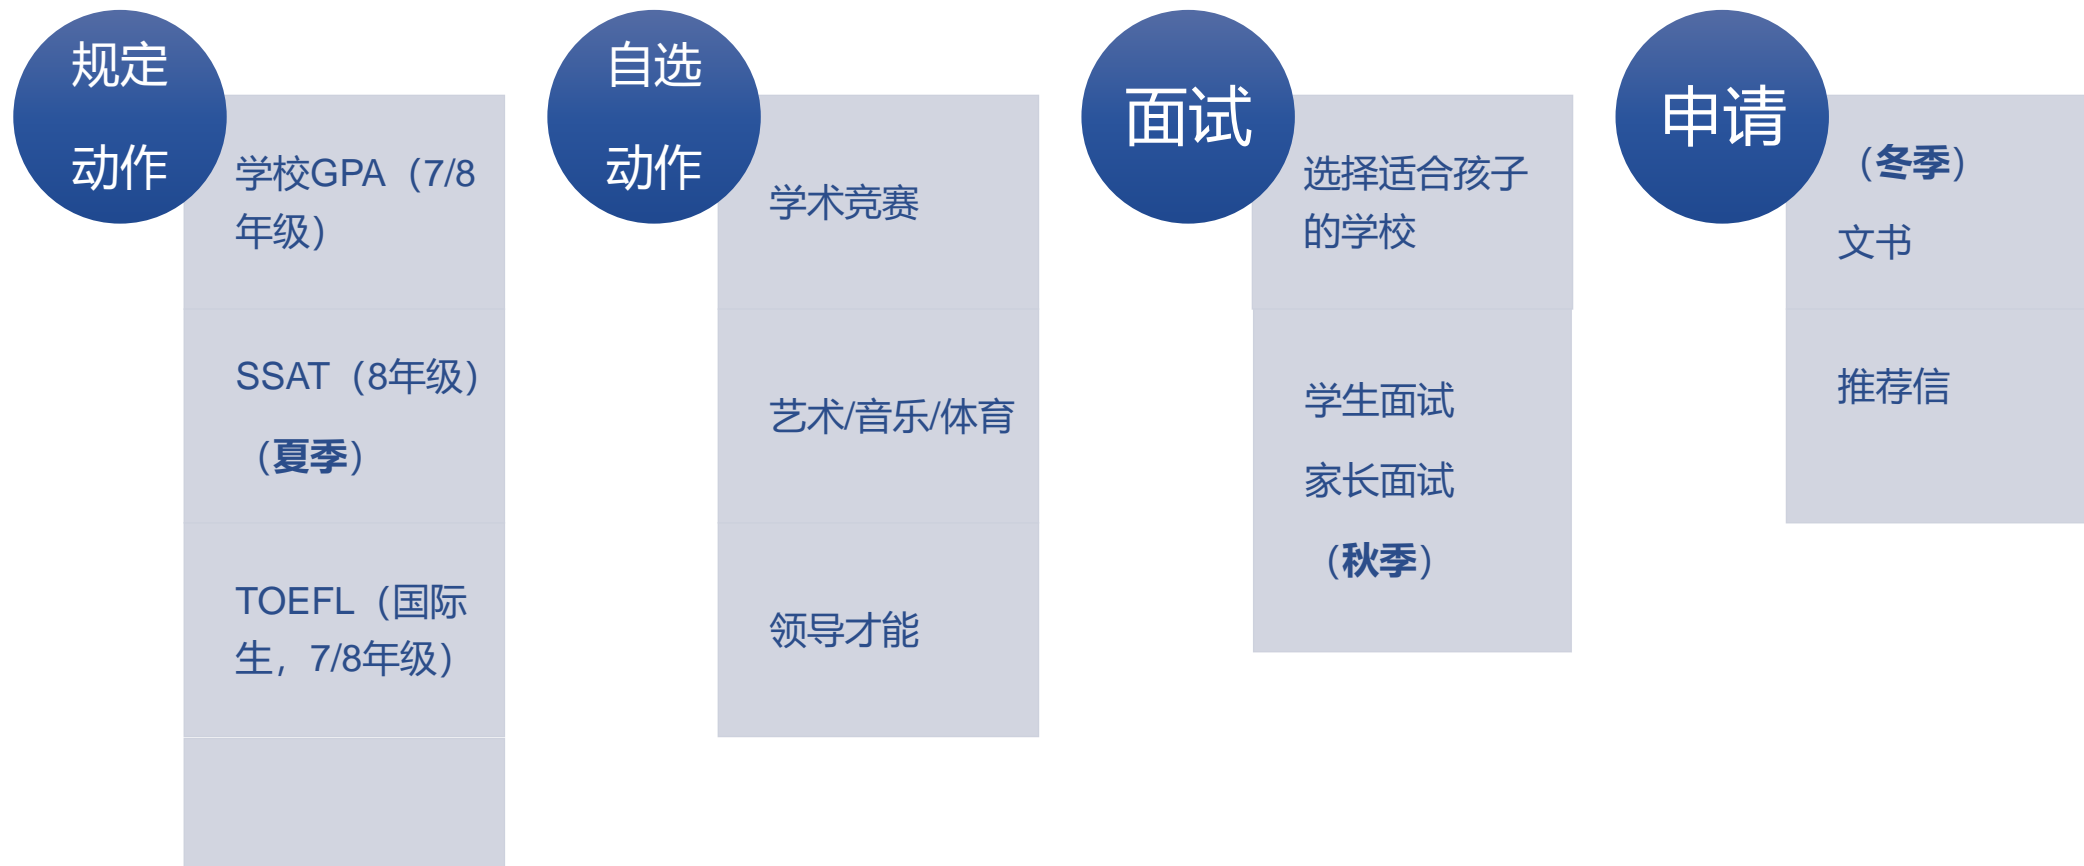 规定
动作
学校GPA（7/8
年级）
SSAT（8年级）
（夏季）
TOEFL（国际
生，7/8年级）
自选
动作
学术竞赛
艺术/音乐/体育
领导才能
面试
选择适合孩子
的学校
学生面试
家长面试
（秋季）
申请
（冬季）
文书
推荐信